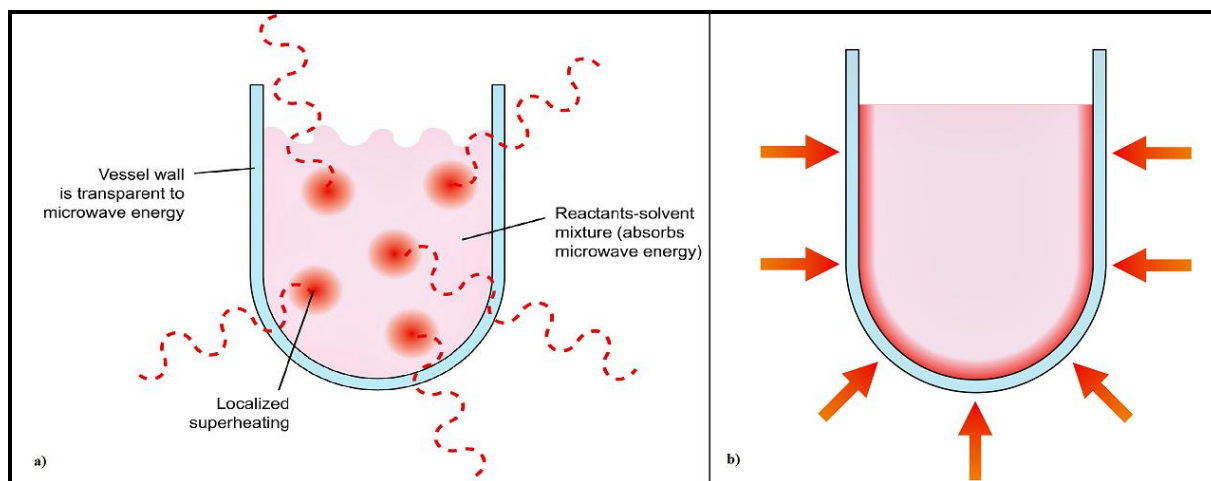 Vessel wall
is transparent to
microwave energy
Reactants-solvent
mixture (absorbs
microwave energy)
Localized
superheating
a)
b)